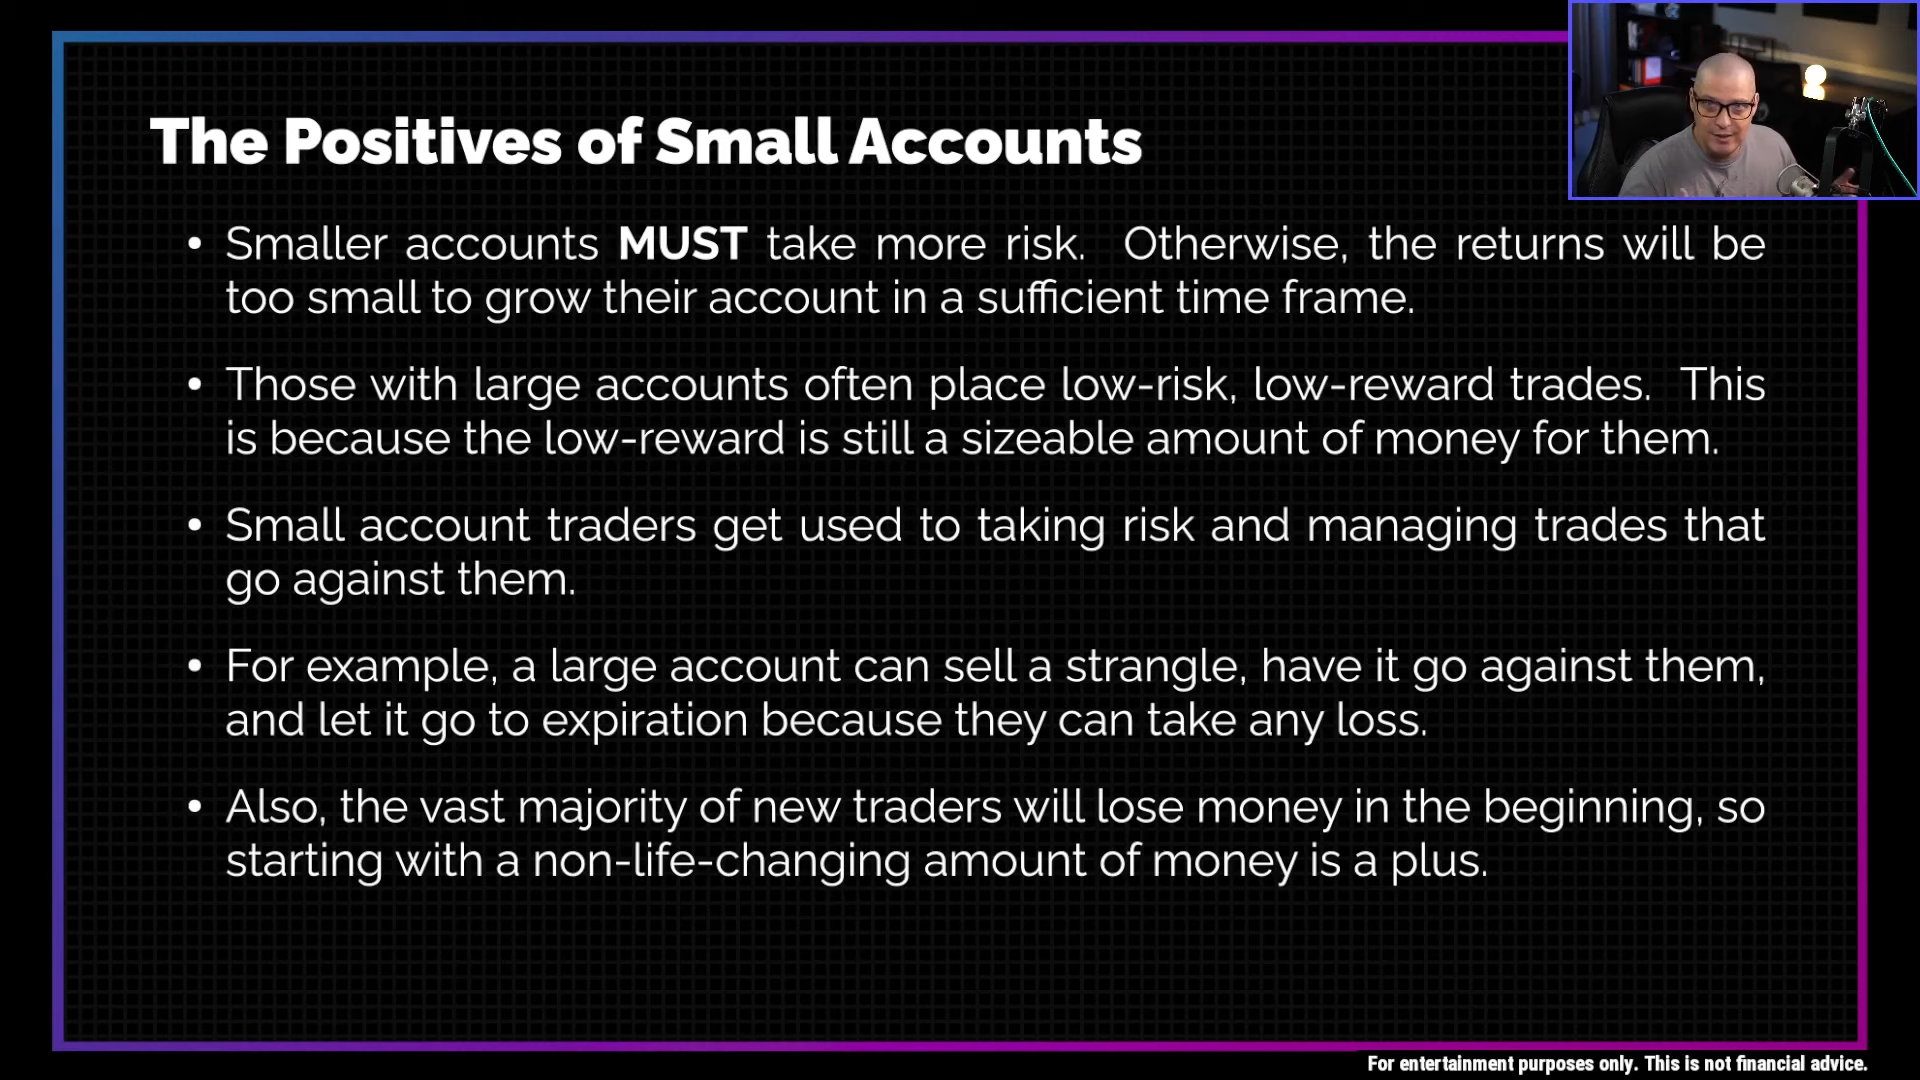 The Positives of Small Accounts
• Smaller accounts MUST take more risk. Otherwise, the returns will be
too small to grow their account in a sufficient time frame.
• Those with large accounts often place low-risk, low-reward trades. This
is because the low-reward is still a sizeable amount of money for them.
• Small account traders get used to taking risk and managing trades that
go against them.
• For example, a large account can sell a strangle, have it go against them,
and let it go to expiration because they can take any loss.
• Also, the vast majority of new traders will lose money in the beginning, so
starting with a non-life-changing amount of money is a plus.
For entertainment purposes only. This is not financial advice.